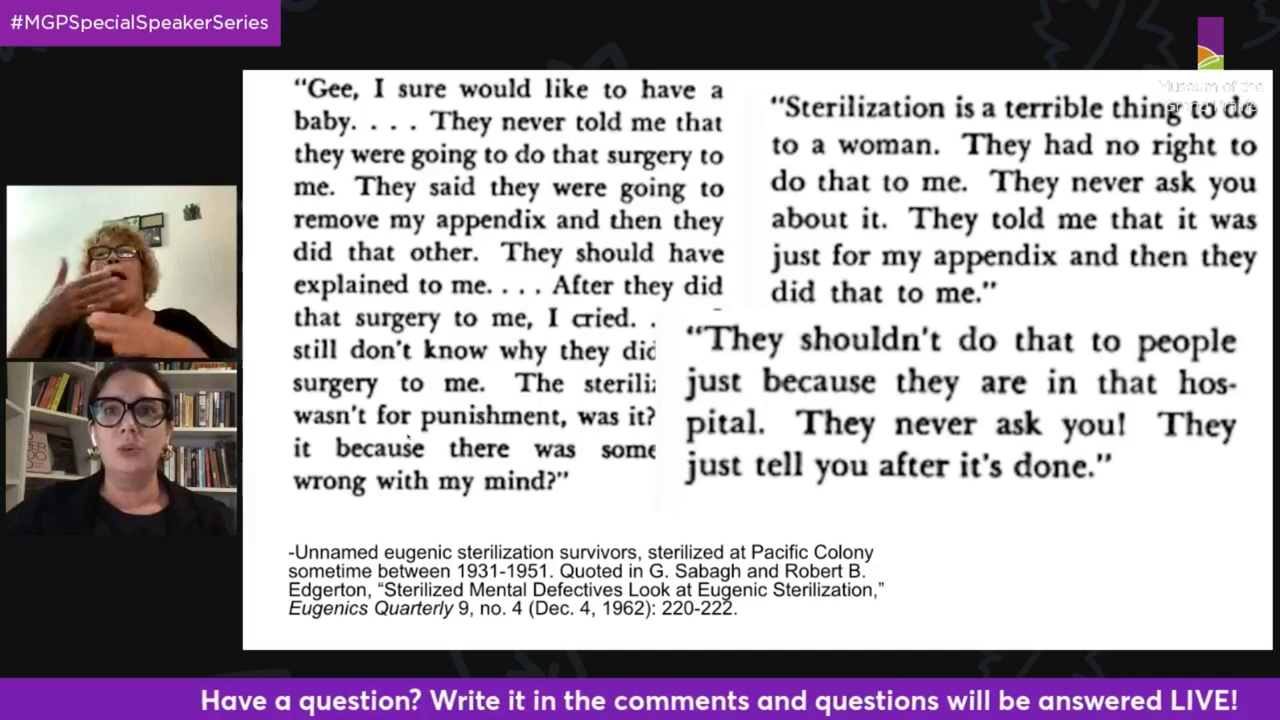 #MGPSpecialSpeakerSeries
Museum of the
Grand Prairie
“Gee, I sure would like to have a
baby. . . . They never told me that
they were going to do that surgery to
me. They said they were going to
remove my appendix and then they
did that other. They should have
explained to me. . . . After they did
that surgery to me, I cried. .
still don't know why they did
surgery to me. The sterili
wasn't for punishment, was it?
it because there was some
wrong with my mind?”
“Sterilization is a terrible thing to do
to a woman. They had no right to
do that to me. They never ask you
about it. They told me that it was
just for my appendix and then they
did that to me.”
“They shouldn't do that to people
just because they are in that hos-
pital. They never ask you! They
just tell you after it's done.”
-Unnamed eugenic sterilization survivors, sterilized at Pacific Colony
sometime between 1931-1951. Quoted in G. Sabagh and Robert B.
Edgerton, “Sterilized Mental Defectives Look at Eugenic Sterilization,”
Eugenics Quarterly 9, no. 4 (Dec. 4, 1962): 220-222.
Have a question? Write it in the comments and questions will be answered LIVE!